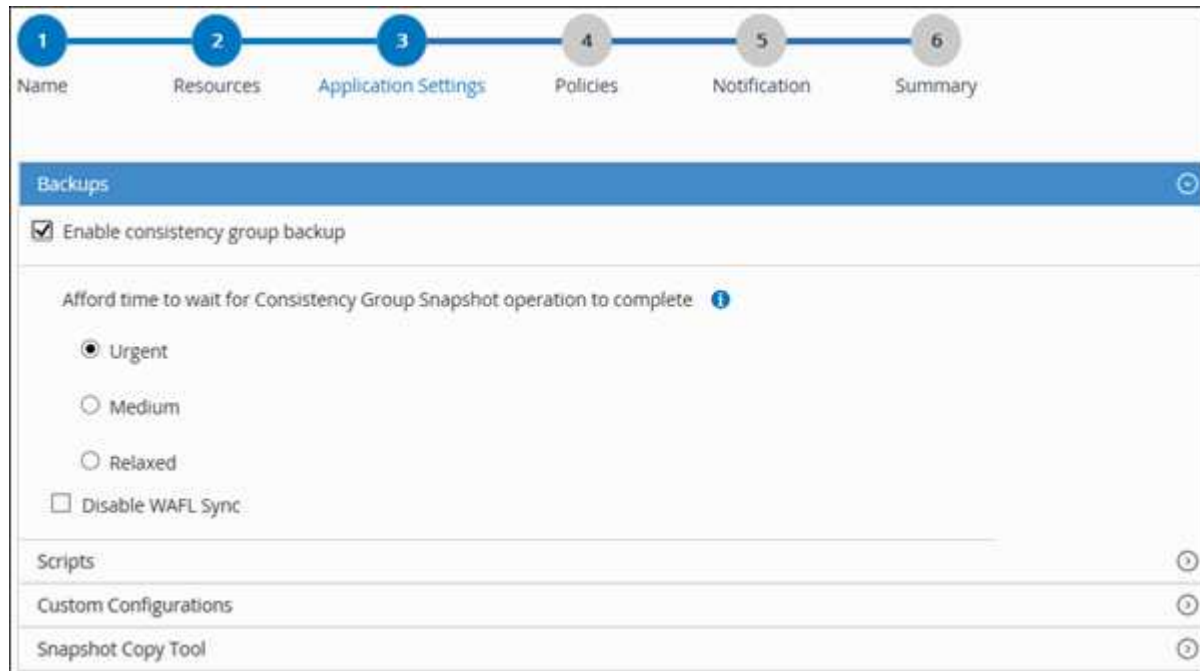 1 2 3 4 5 6
Name Resources Application Settings Policies Notification Summary
Backups
Enable consistency group backup
Afford time to wait for Consistency Group Snapshot operation to complete
Urgent
Medium
Relaxed
Disable WAFL Sync
Scripts
Custom Configurations
Snapshot Copy Tool